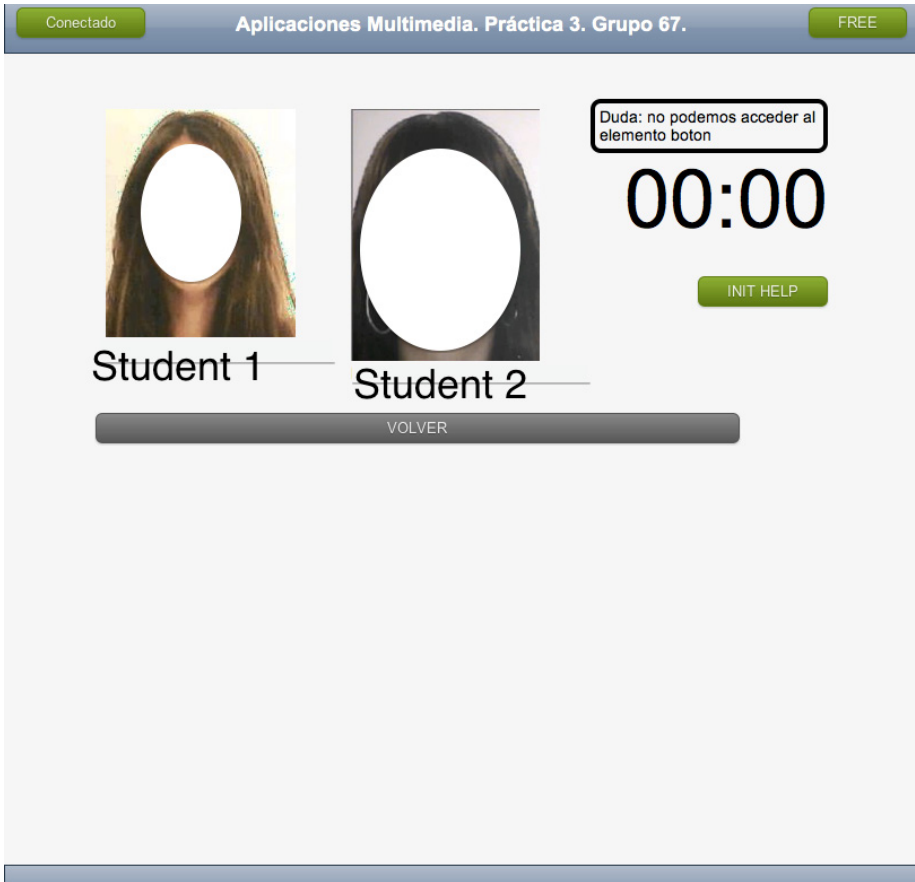 Conectado
Aplicaciones Multimedia. Práctica 3. Grupo 67.
FREE
Duda: no podemos acceder al
elemento boton
00:00
INIT HELP
Student 1
Student 2
VOLVER